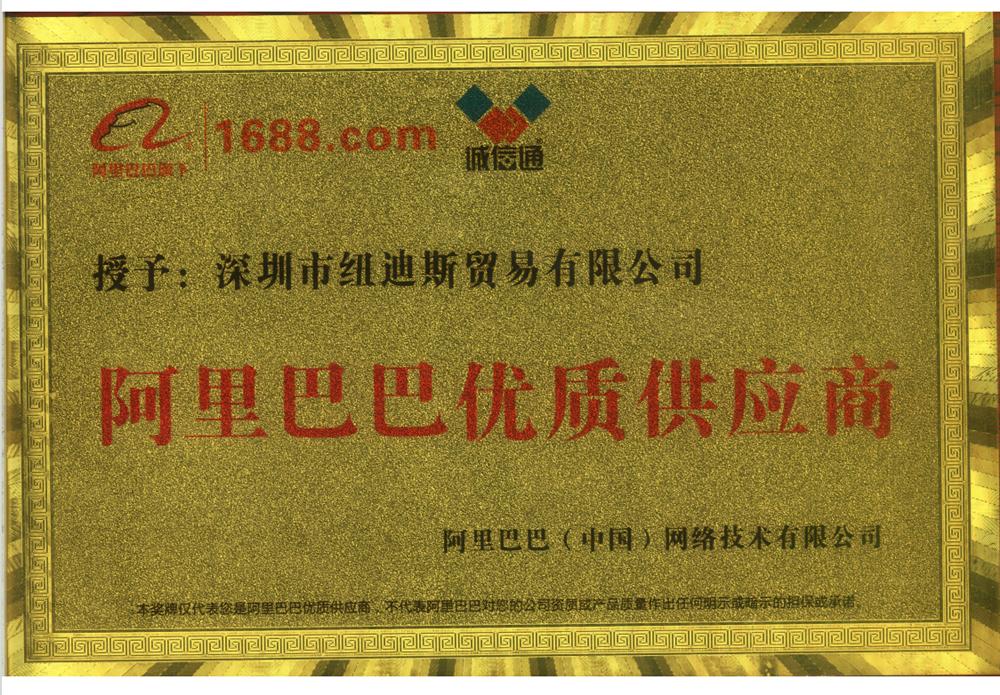 阿里巴巴旗下
1688.com
诚信通
授予：深圳市纽迪斯贸易有限公司
阿里巴巴优质供应商
阿里巴巴（中国）网络技术有限公司
本奖牌仅代表您是阿里巴巴优质供应商，不代表阿里巴巴对您的公司资质或产品质量作出任何明示或暗示的担保或承诺。